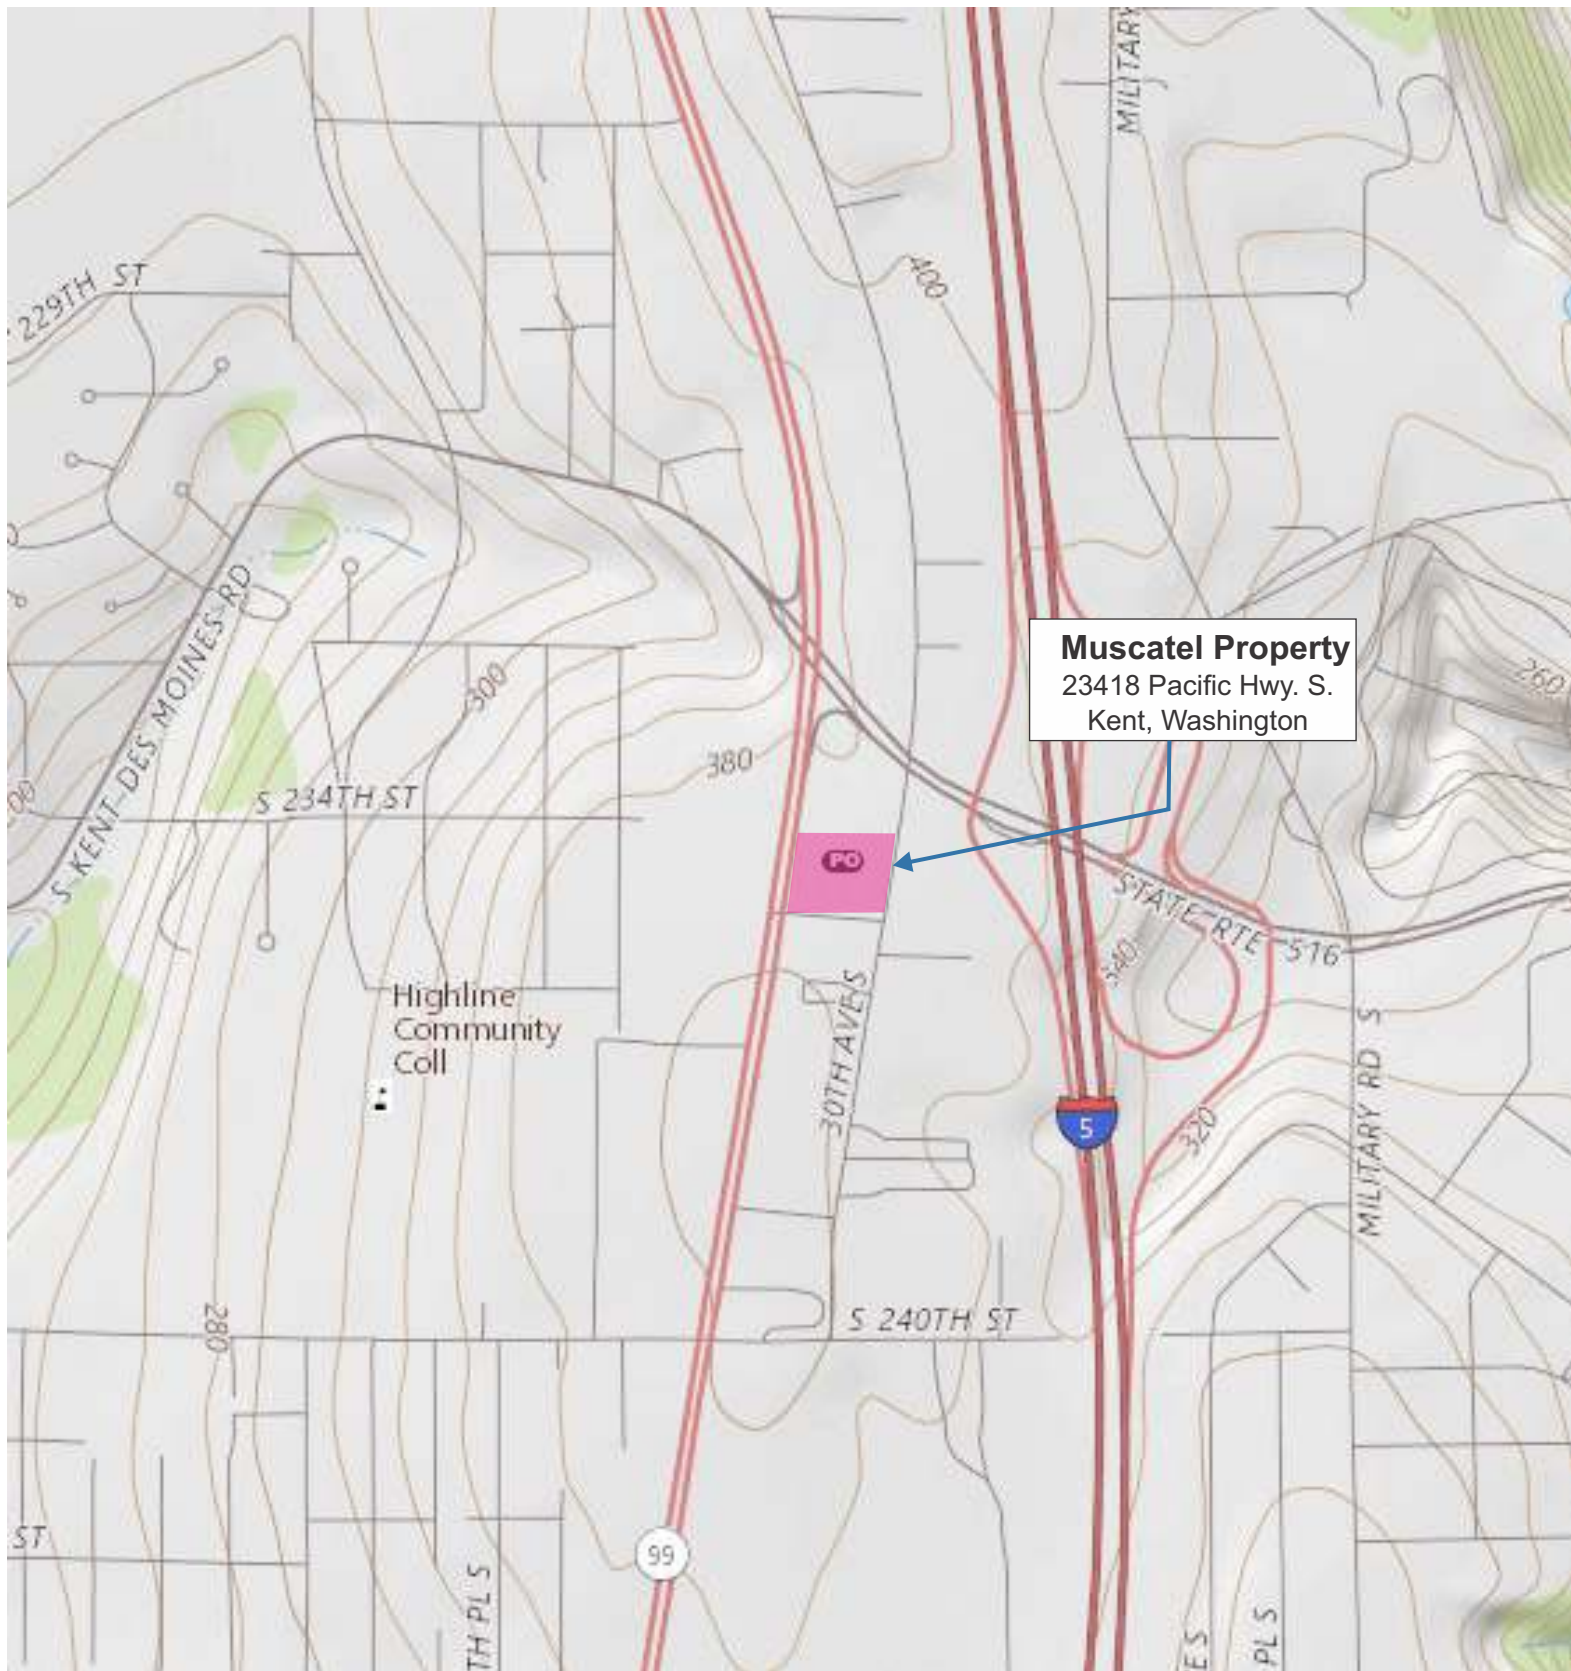 MILITARY
400
229TH ST
S KENT-DES MOINES RD
Muscatel Property
23418 Pacific Hwy. S.
Kent, Washington
260
300
380
S 234TH ST
PO
STATE RTE 516
340
Highline
Community
Coll
30TH AVE S
5
320
MILITARY RD S
280
S 240TH ST
99
ST
TH PL S
ES
PL S